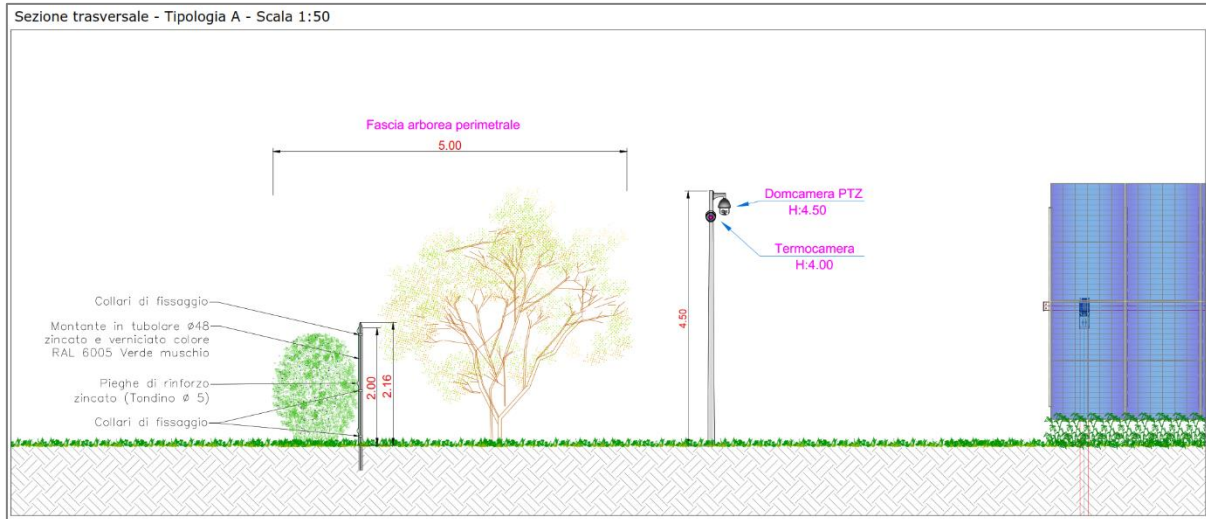 Sezione trasversale - Tipologia A - Scala 1:50
Fascia arborea perimetrale
5.00
Domcamera PTZ
H:4.50
Termocamera
H:4.00
4.50
Collari di fissaggio
Montante in tubolare Ø48
zincato e verniciato colore
RAL 6005 Verde muschio
Pieghe di rinforzo
zincato (Tondino Ø 5)
Collari di fissaggio
2.00
2.16